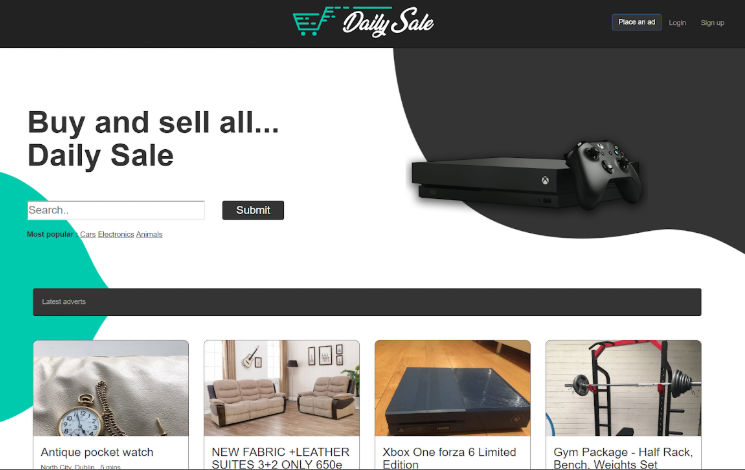 Daily Sale
Place an ad
Login
Sign up
Buy and sell all...
Daily Sale
Search..
Submit
Most popular : Cars Electronics Animals
Latest adverts
Antique pocket watch
North City, Dublin 5 mins
NEW FABRIC +LEATHER
SUITES 3+2 ONLY 650e
Xbox One forza 6 Limited
Edition
Gym Package - Half Rack,
Bench, Weights Set